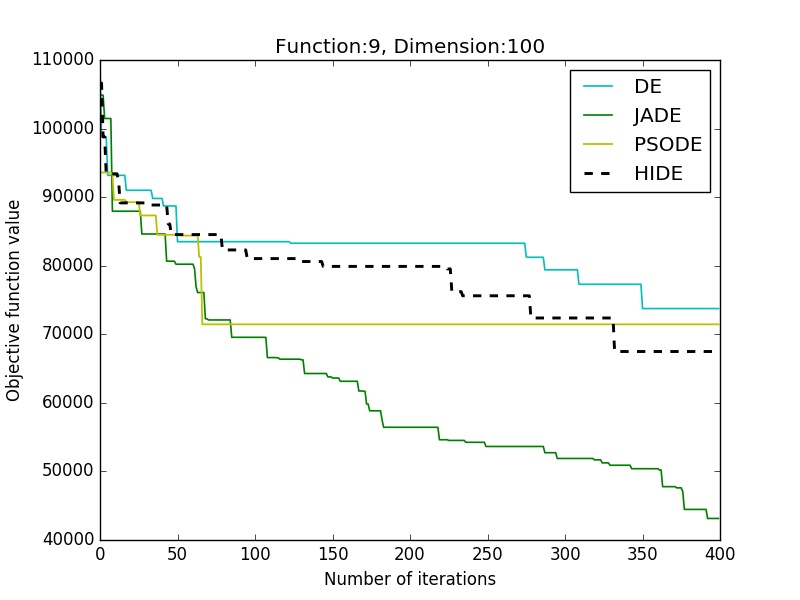 Function:9, Dimension:100
110000
100000
90000
80000
70000
60000
50000
40000
Objective function value
DE
JADE
PSODE
HIDE
0 50 100 150 200 250 300 350 400
Number of iterations